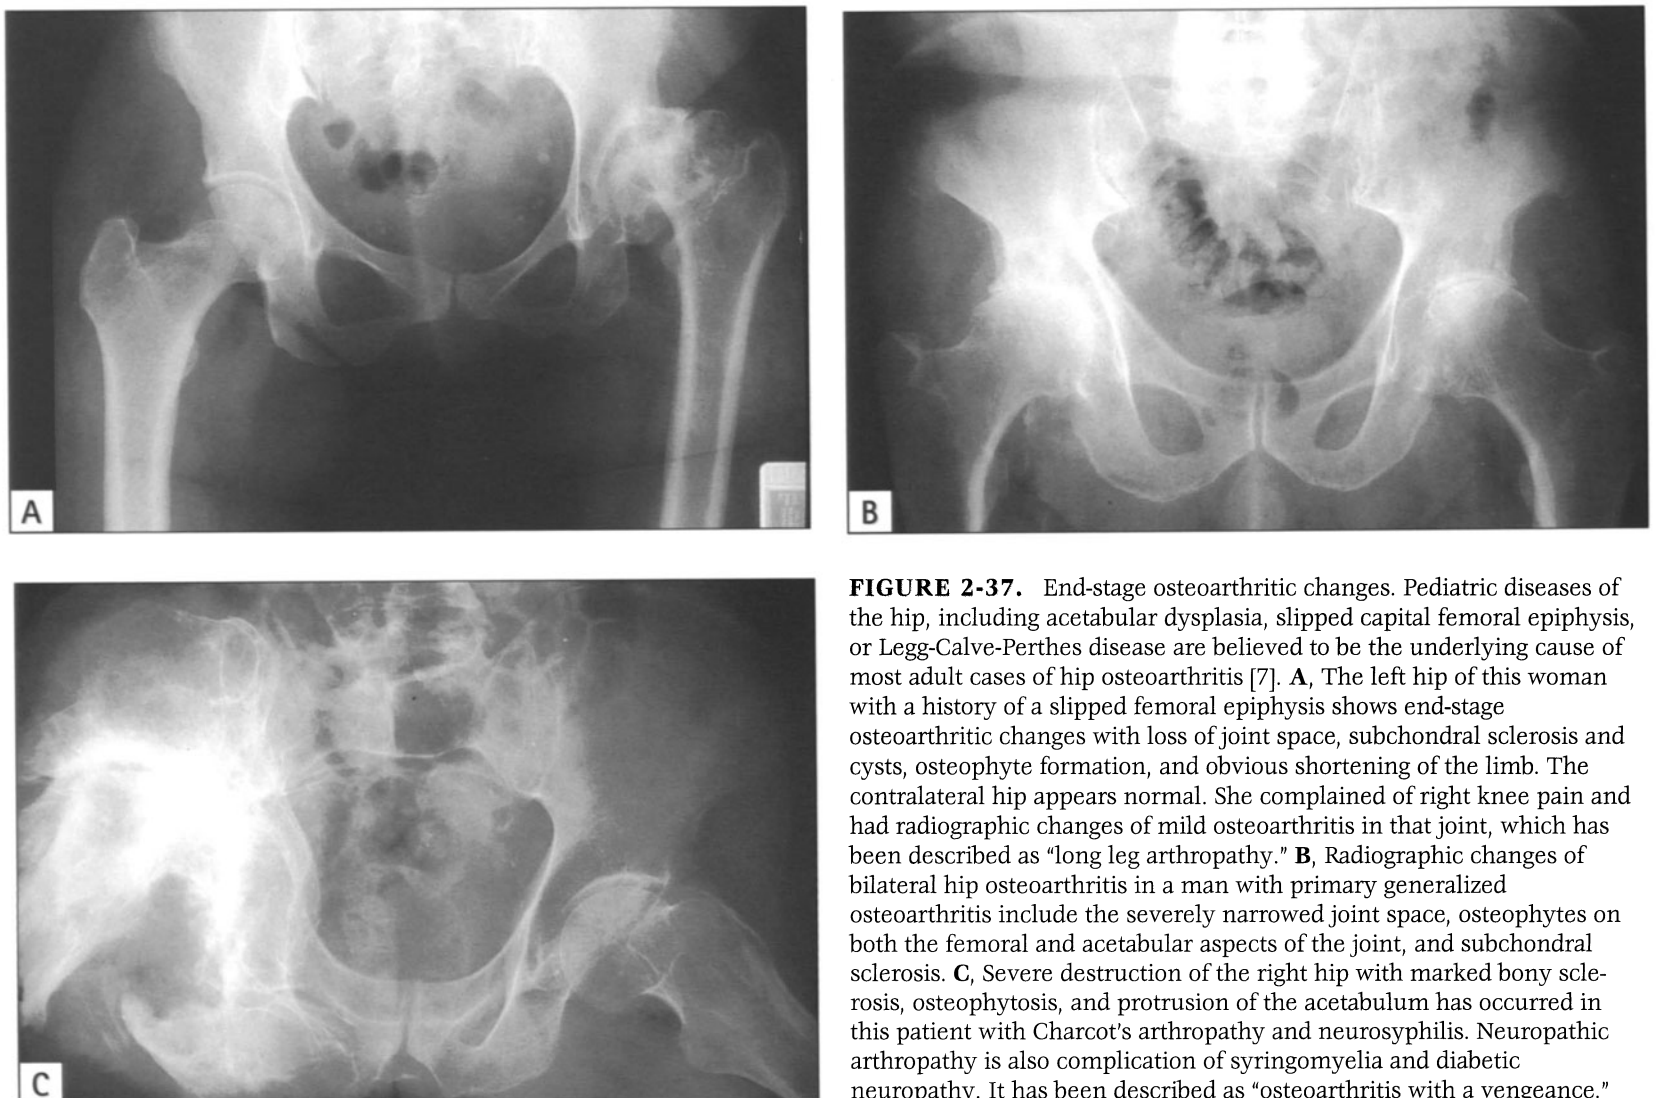 A
B
C
FIGURE 2-37. End-stage osteoarthritic changes. Pediatric diseases of
the hip, including acetabular dysplasia, slipped capital femoral epiphysis,
or Legg-Calve-Perthes disease are believed to be the underlying cause of
most adult cases of hip osteoarthritis [7]. A, The left hip of this woman
with a history of a slipped femoral epiphysis shows end-stage
osteoarthritic changes with loss of joint space, subchondral sclerosis and
cysts, osteophyte formation, and obvious shortening of the limb. The
contralateral hip appears normal. She complained of right knee pain and
had radiographic changes of mild osteoarthritis in that joint, which has
been described as “long leg arthropathy.” B, Radiographic changes of
bilateral hip osteoarthritis in a man with primary generalized
osteoarthritis include the severely narrowed joint space, osteophytes on
both the femoral and acetabular aspects of the joint, and subchondral
sclerosis. C, Severe destruction of the right hip with marked bony scle-
rosis, osteophytosis, and protrusion of the acetabulum has occurred in
this patient with Charcot’s arthropathy and neurosyphilis. Neuropathic
arthropathy is also complication of syringomyelia and diabetic
neuropathy. It has been described as “osteoarthritis with a vengeance.”